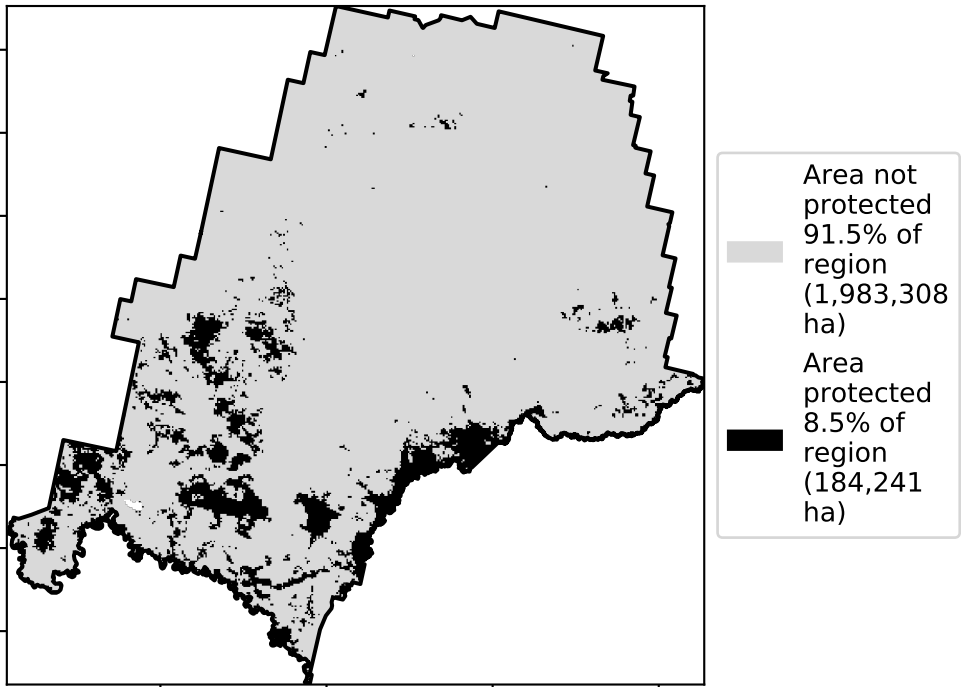 Area not
protected
91.5% of
region
(1,983,308
ha)
Area
protected
8.5% of
region
(184,241
ha)